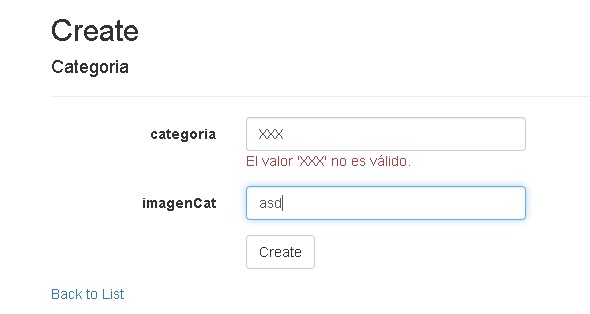 Create
Categoria
categoria XXX
El valor 'XXX' no es válido.
imagenCat asd
Create
Back to List